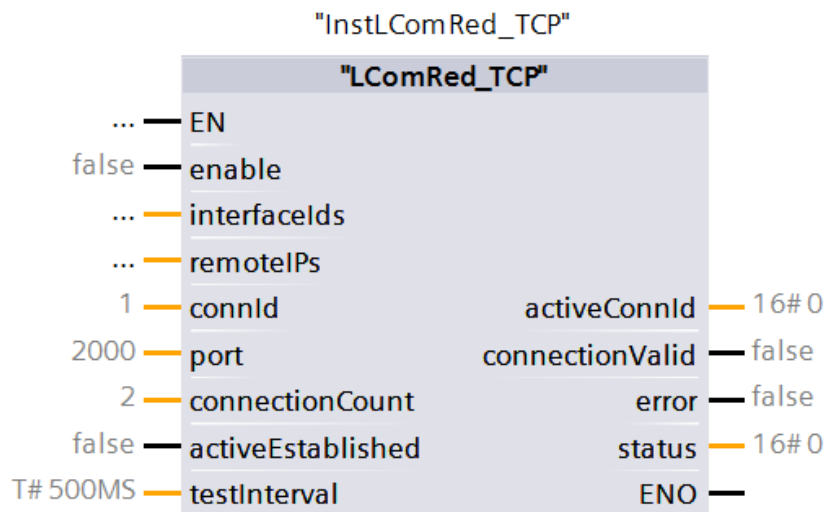 "InstLComRed_TCP"
"LComRed_TCP"
... EN
false enable
... interfaceIds
... remoteIPs
1 connId activeConnId 16#0
2000 port connectionValid false
2 connectionCount error false
false activeEstablished status 16#0
T#500MS testInterval ENO